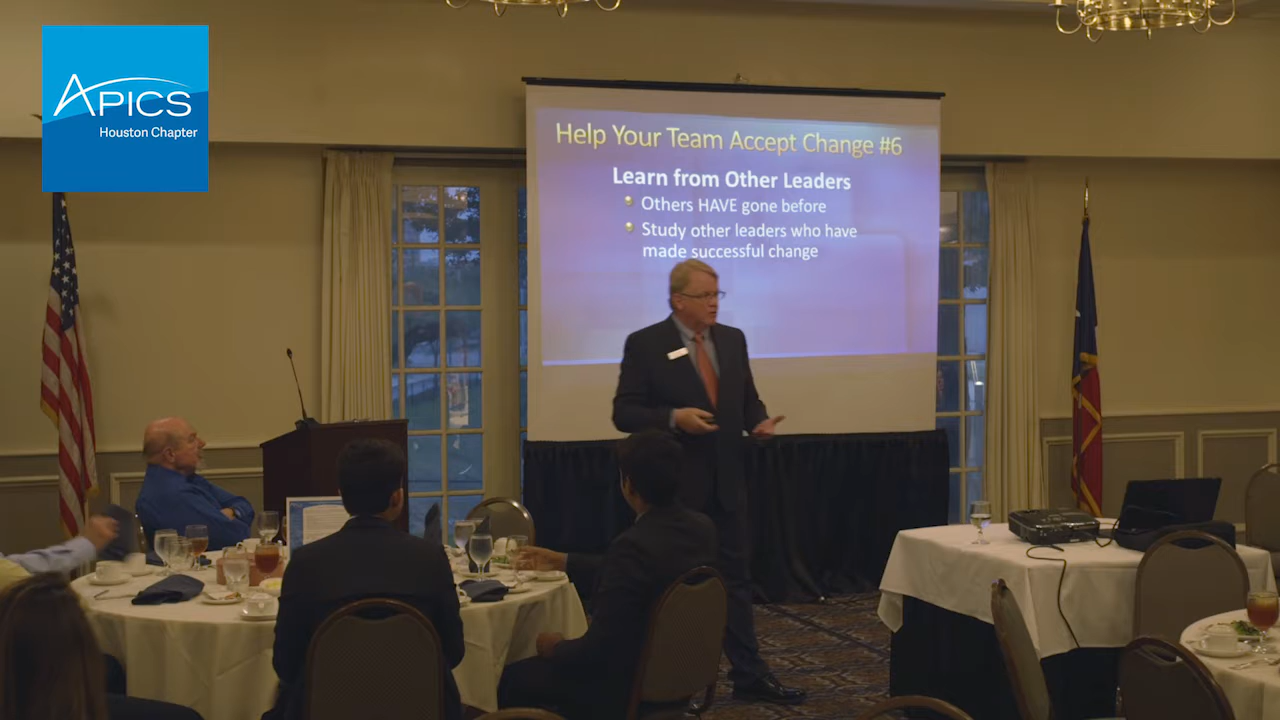 APICS
Houston Chapter
Help Your Team Accept Change #6
Learn from Other Leaders
Others HAVE gone before
Study other leaders who have
made successful change